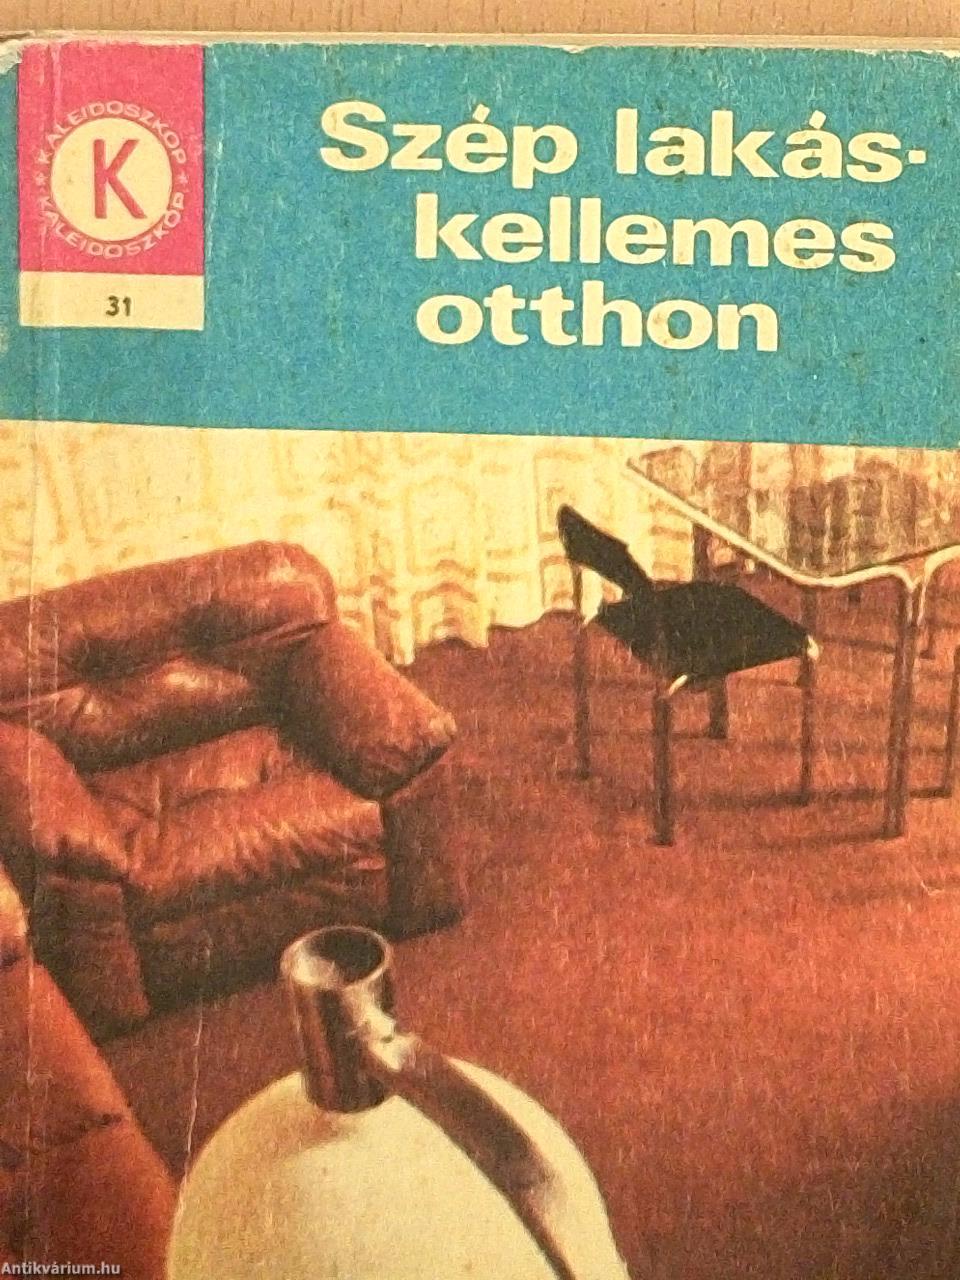 KALEIDOSZKÓP
K
KALEIDOSZKÓP
31
Szép lakás-
kellemes
otthon
Antikvárium.hu